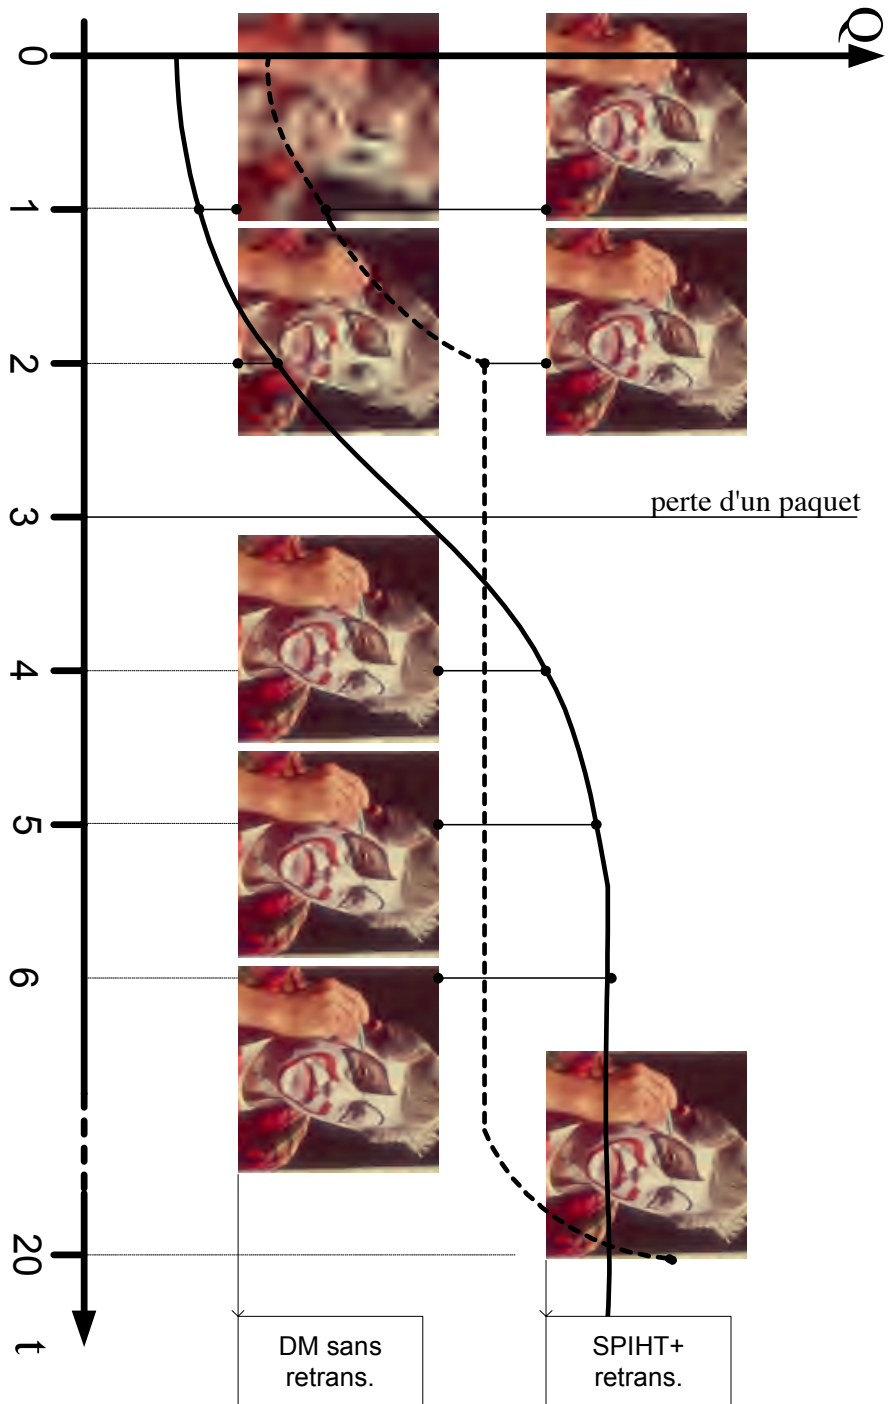 Q
0
1
2
perte d'un paquet
3
4
5
6
20
t
DM sans
retrans.
SPIHT+
retrans.